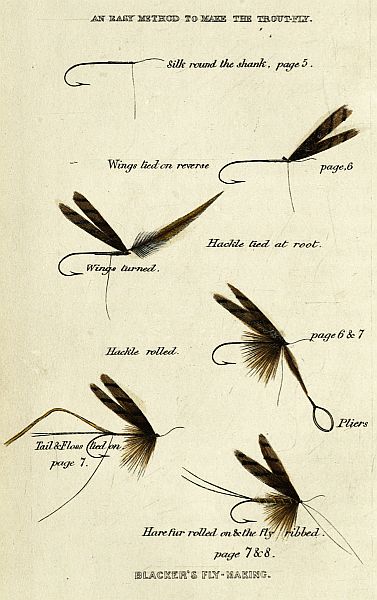 AN EASY METHOD TO MAKE THE TROUT-FLY.
Silk round the shank, page 5.
Wings tied on reverse
page 6
Hackle tied at root.
Wings turned.
page 6 & 7
Hackle rolled.
Pliers
Tail & Floss tied on,
page 7.
Hare fur rolled on & the fly ribbed.
page 7 & 8.
BLACKER'S FLY-MAKING.